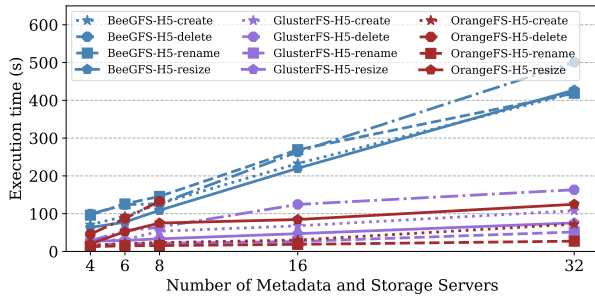 BeeGFS-H5-create GlusterFS-H5-create OrangeFS-H5-create
BeeGFS-H5-delete GlusterFS-H5-delete OrangeFS-H5-delete
BeeGFS-H5-rename GlusterFS-H5-rename OrangeFS-H5-rename
BeeGFS-H5-resize GlusterFS-H5-resize OrangeFS-H5-resize
600
500
400
300
200
100
0
Execution time (s)
4 6 8 16 32
Number of Metadata and Storage Servers